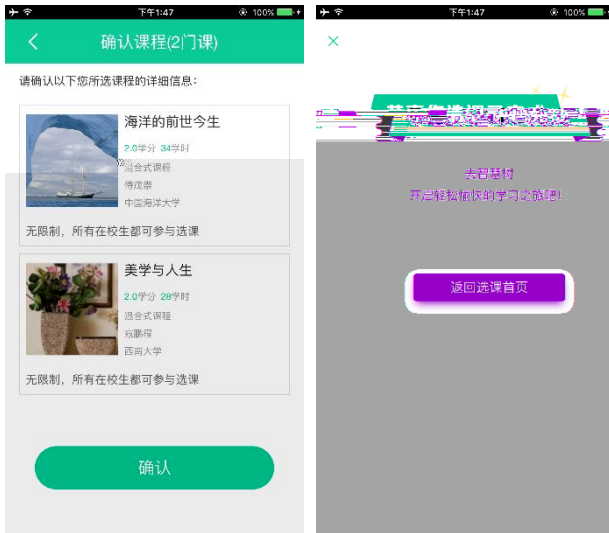 下午1:47
100%
确认课程(2门课)
请确认以下您所选课程的详细信息：
海洋的前世今生
2.0学分 34学时
混合式课程
侍茂崇
中国海洋大学
无限制，所有在校生都可参与选课
美学与人生
2.0学分 28学时
混合式课程
寇鹏程
西南大学
无限制，所有在校生都可参与选课
确认
下午1:47
100%
去智慧树
开启轻松愉快的学习之旅吧!
返回选课首页